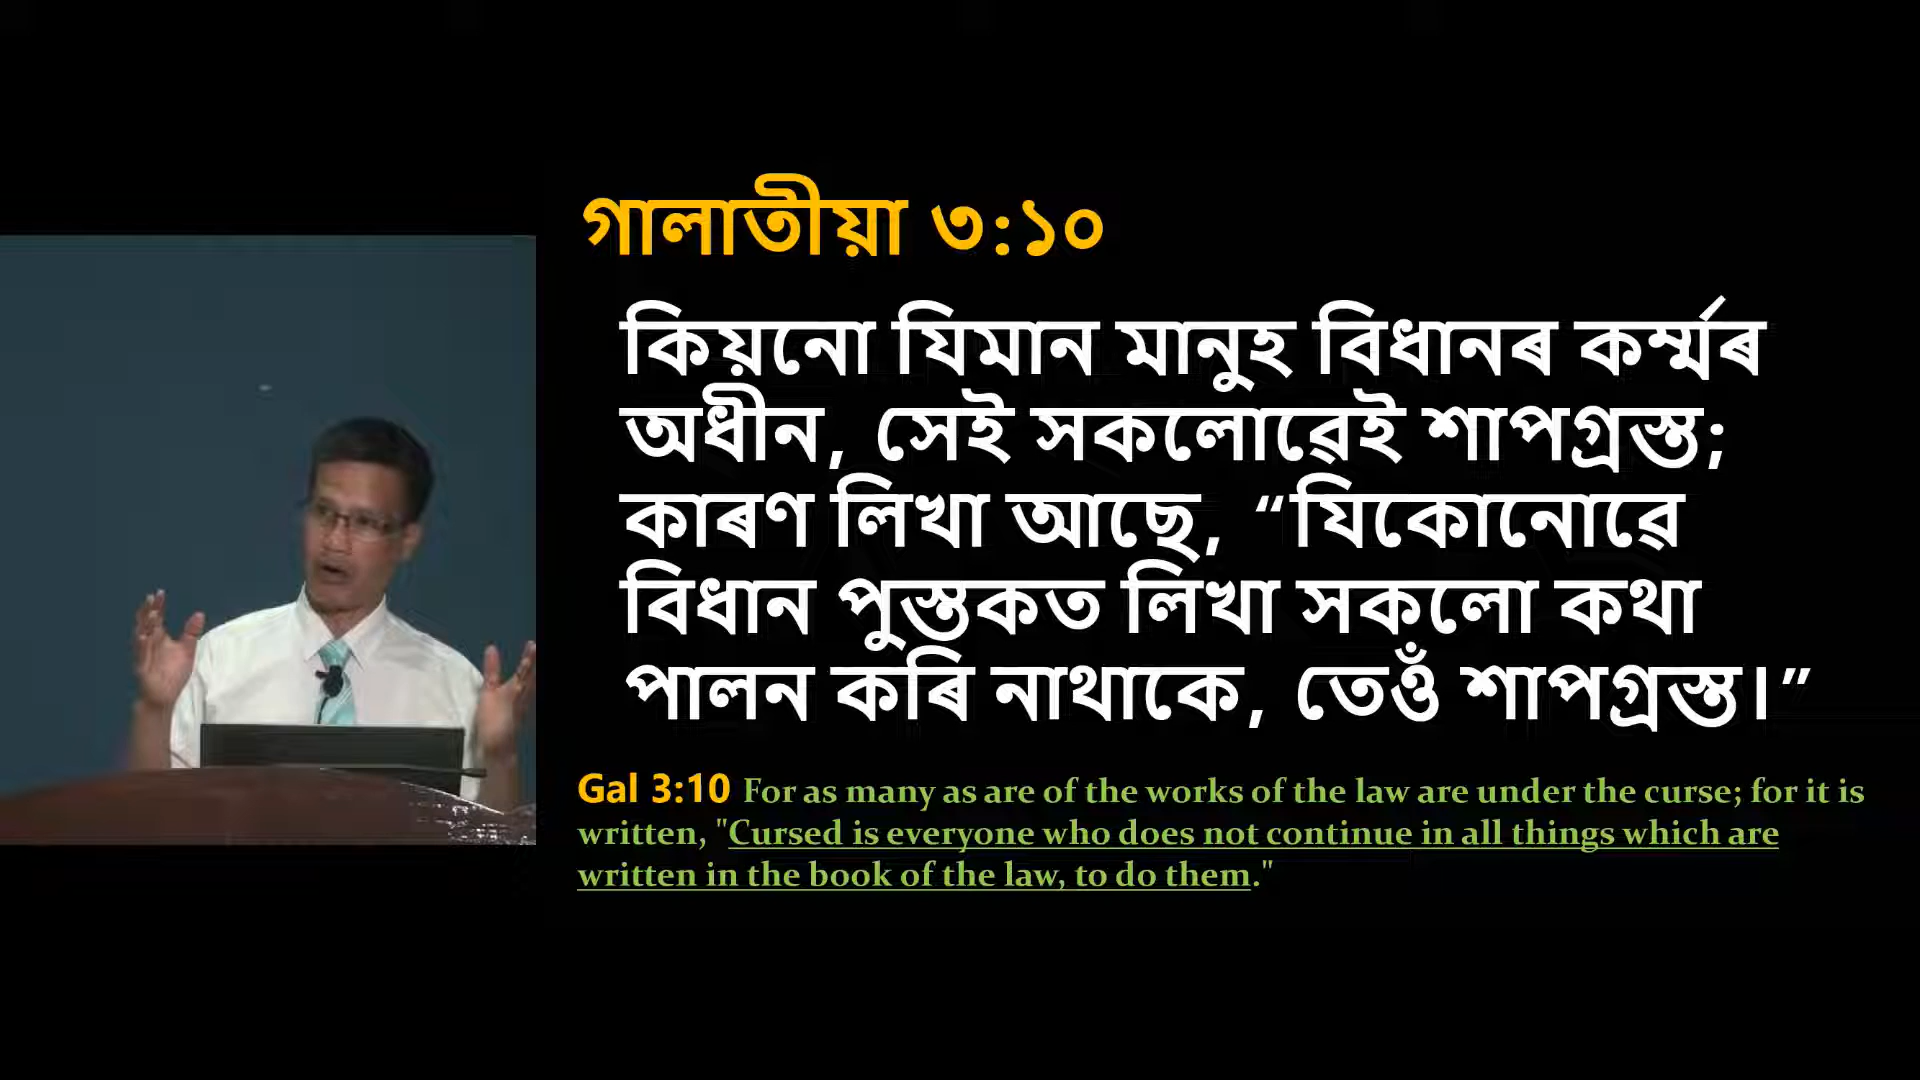 গালাতীয়া ৩:১০
কিয়নো যিমান মানুহ বিধানৰ কৰ্ম্মৰ
অধীন, সেই সকলোৱেই শাপগ্ৰস্ত;
কাৰণ লিখা আছে, “যিকোনোৱে
বিধান পুস্তকত লিখা সকলো কথা
পালন কৰি নাথাকে, তেওঁ শাপগ্ৰস্ত।”
Gal 3:10 For as many as are of the works of the law are under the curse; for it is
written, "Cursed is everyone who does not continue in all things which are
written in the book of the law, to do them."